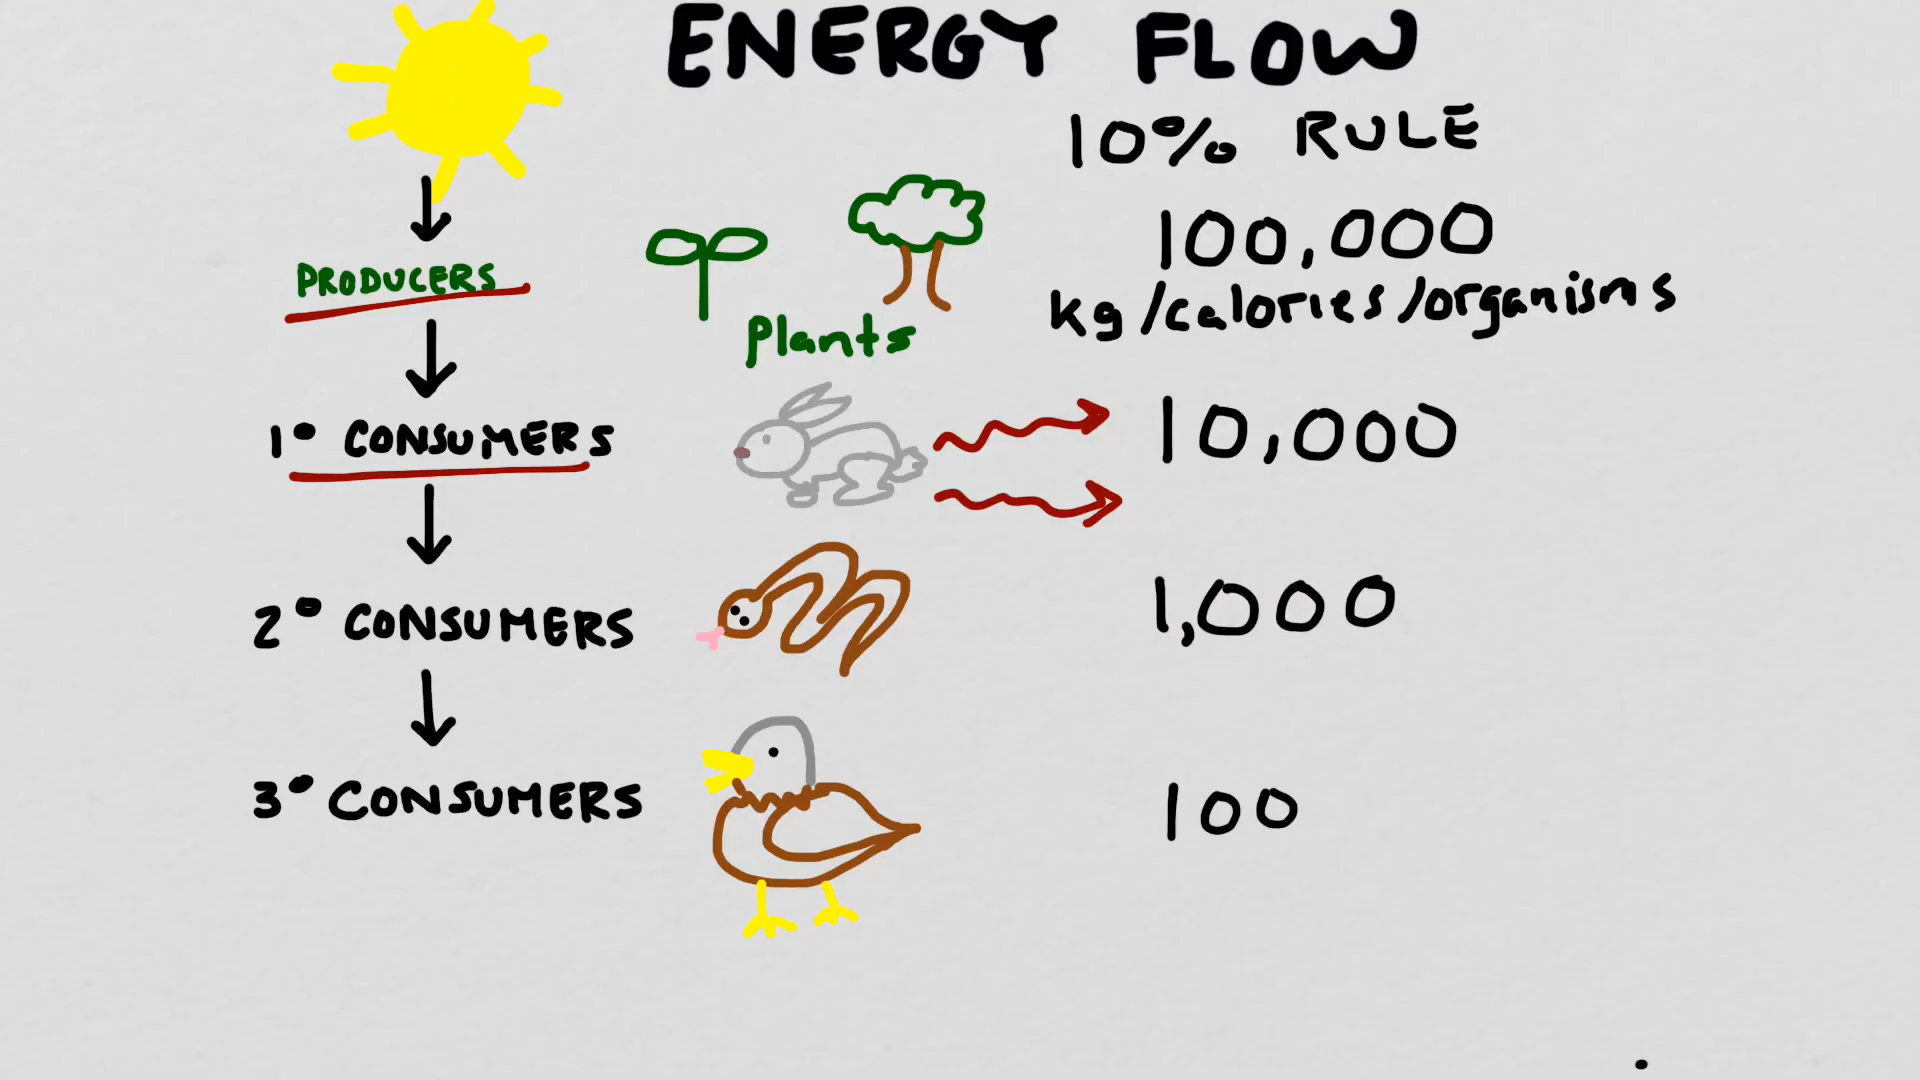 ENERGY FLOW
10% RULE
100,000
kg/calories/organisms
PRODUCERS
Plants
1° CONSUMERS
10,000
2° CONSUMERS
1,000
3° CONSUMERS
100